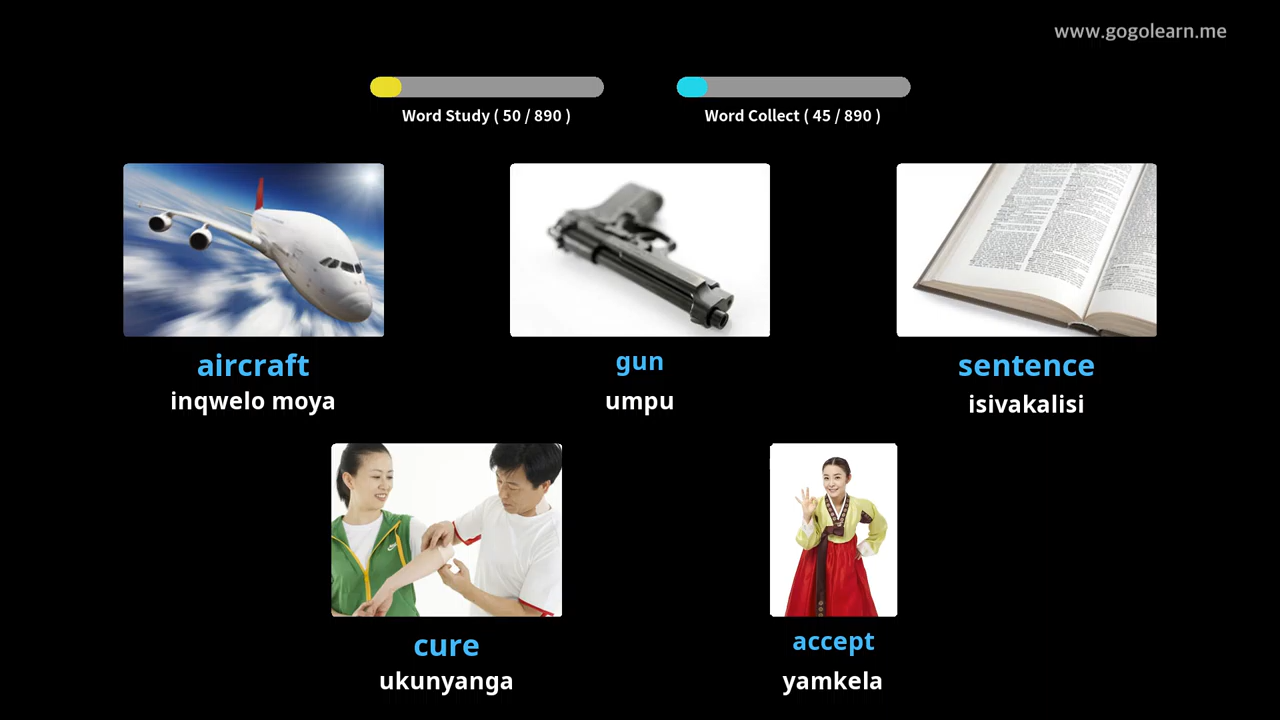 www.gogolearn.me
Word Study ( 50 / 890 )
Word Collect ( 45 / 890 )
aircraft
inqwelo moya
gun
umpu
sentence
isivakalisi
cure
ukunyanga
accept
yamkela